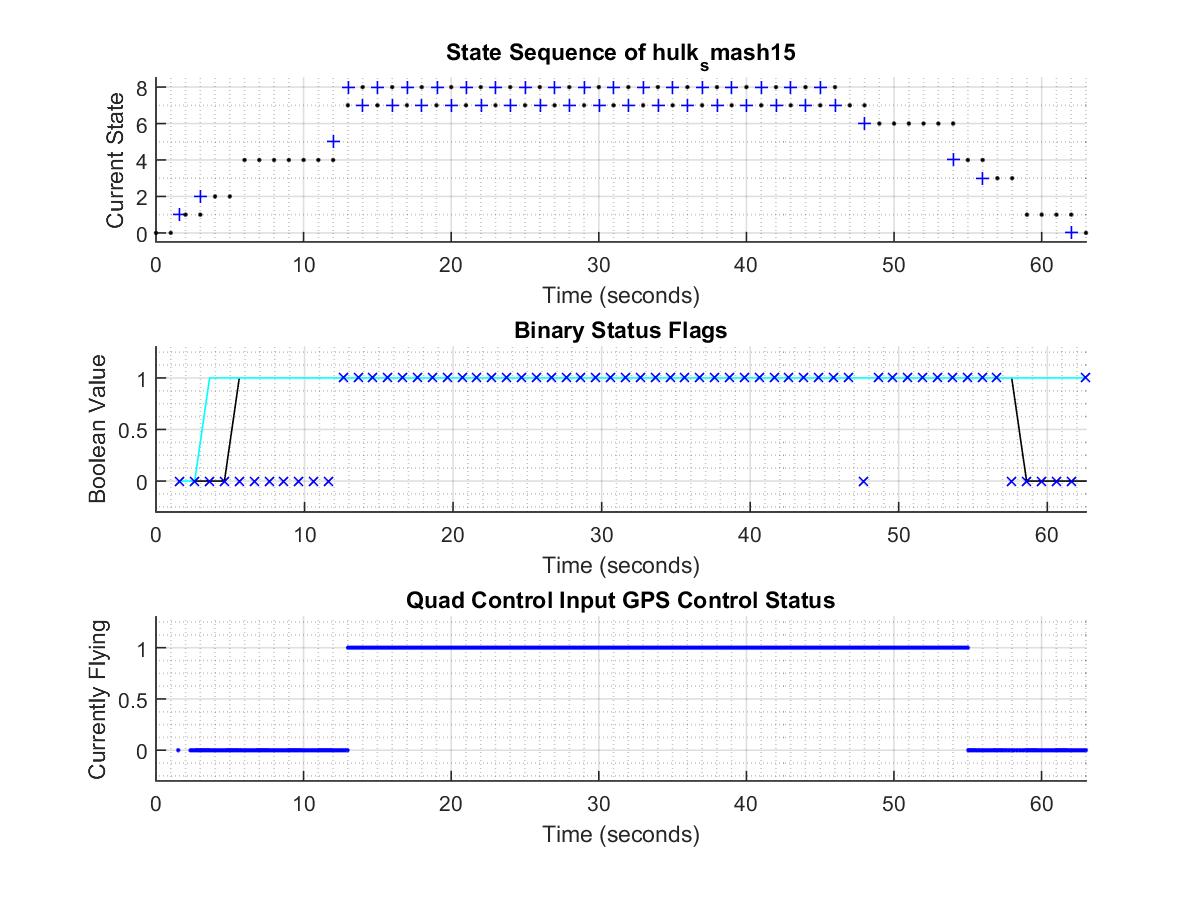 State Sequence of hulksmash15
8
6
4
2
0
Current State
0 10 20 30 40 50 60
Time (seconds)
Binary Status Flags
1
0.5
0
Boolean Value
0 10 20 30 40 50 60
Time (seconds)
Quad Control Input GPS Control Status
1
0.5
0
Currently Flying
0 10 20 30 40 50 60
Time (seconds)